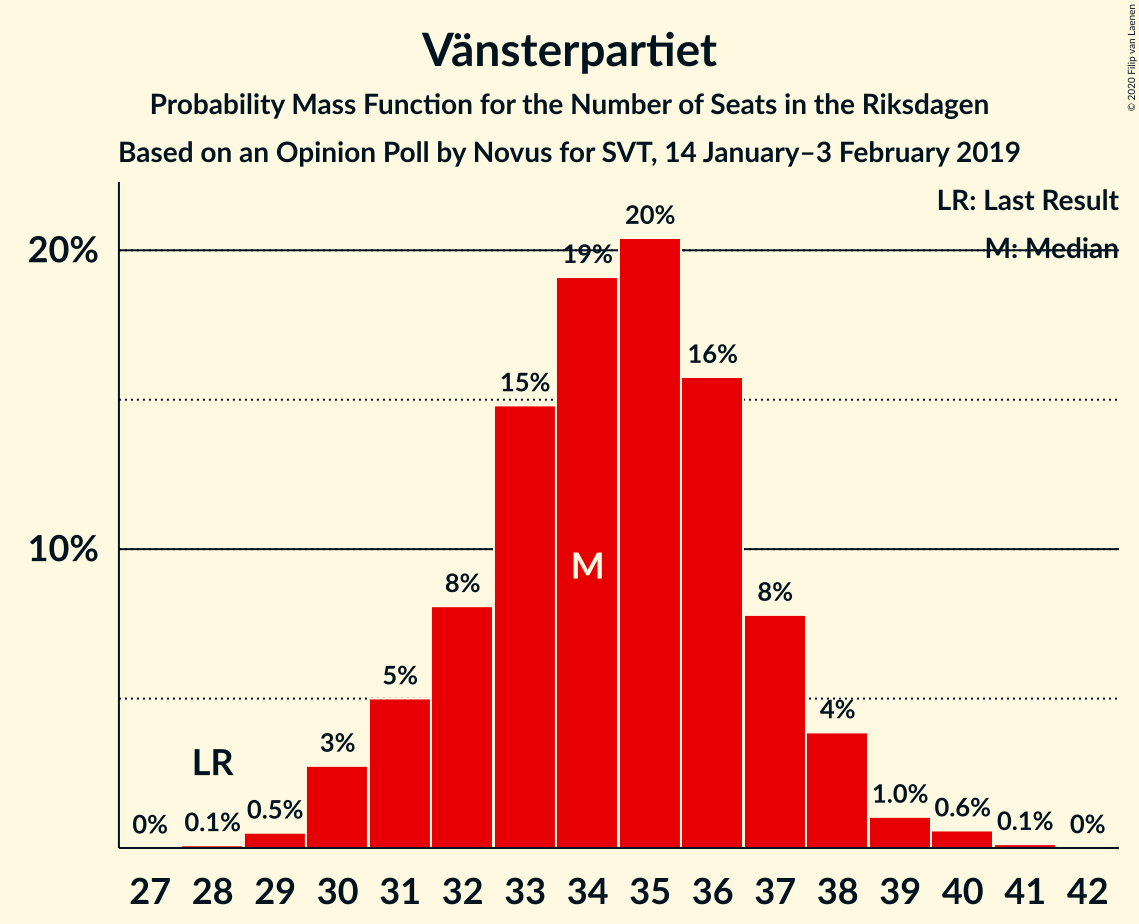 Vänsterpartiet
Probability Mass Function for the Number of Seats in the Riksdagen
Based on an Opinion Poll by Novus for SVT, 14 January–3 February 2019
© 2020 Filip van Laenen
LR: Last Result
M: Median
20%
10%
0%
0.1%
0.5%
3%
5%
8%
15%
19%
20%
16%
8%
4%
1.0%
0.6%
0.1%
0%
LR
M
27 28 29 30 31 32 33 34 35 36 37 38 39 40 41 42